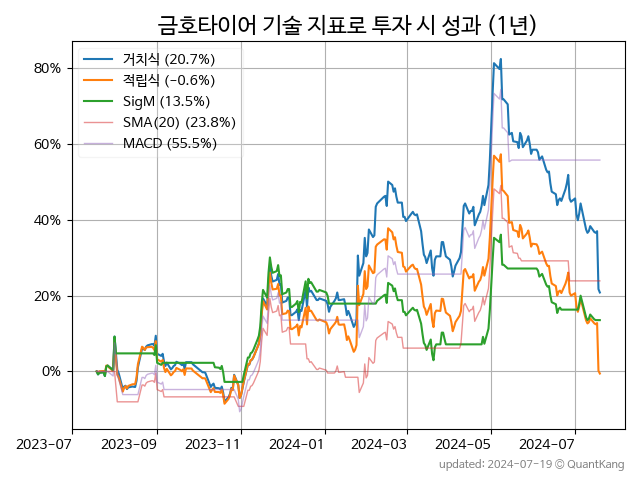 금호타이어 기술 지표로 투자 시 성과 (1년)
거치식 (20.7%)
적립식 (-0.6%)
SigM (13.5%)
SMA(20) (23.8%)
MACD (55.5%)
80%
60%
40%
20%
0%
2023-07 2023-09 2023-11 2024-01 2024-03 2024-05 2024-07
updated: 2024-07-19 © QuantKang